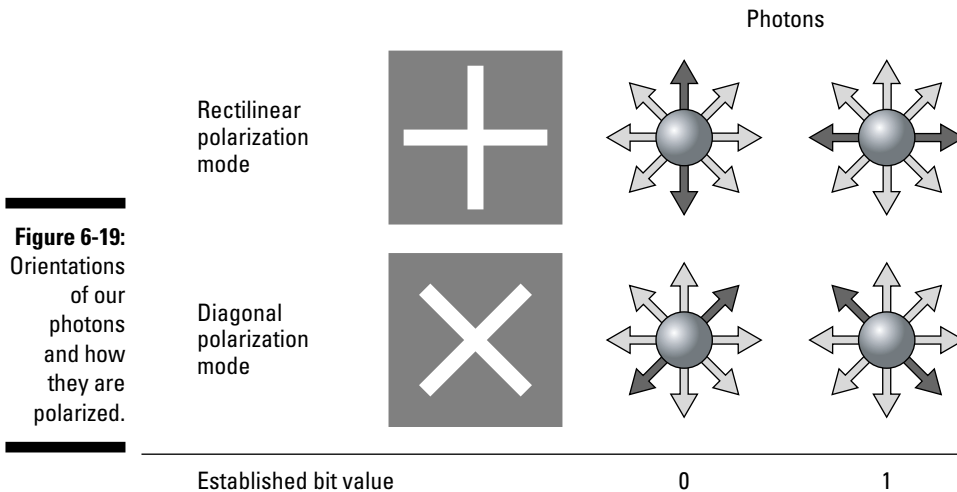 Photons
Rectilinear
polarization
mode
Figure 6-19:
Orientations
of our
photons
and how
they are
polarized.
Diagonal
polarization
mode
Established bit value 0 1